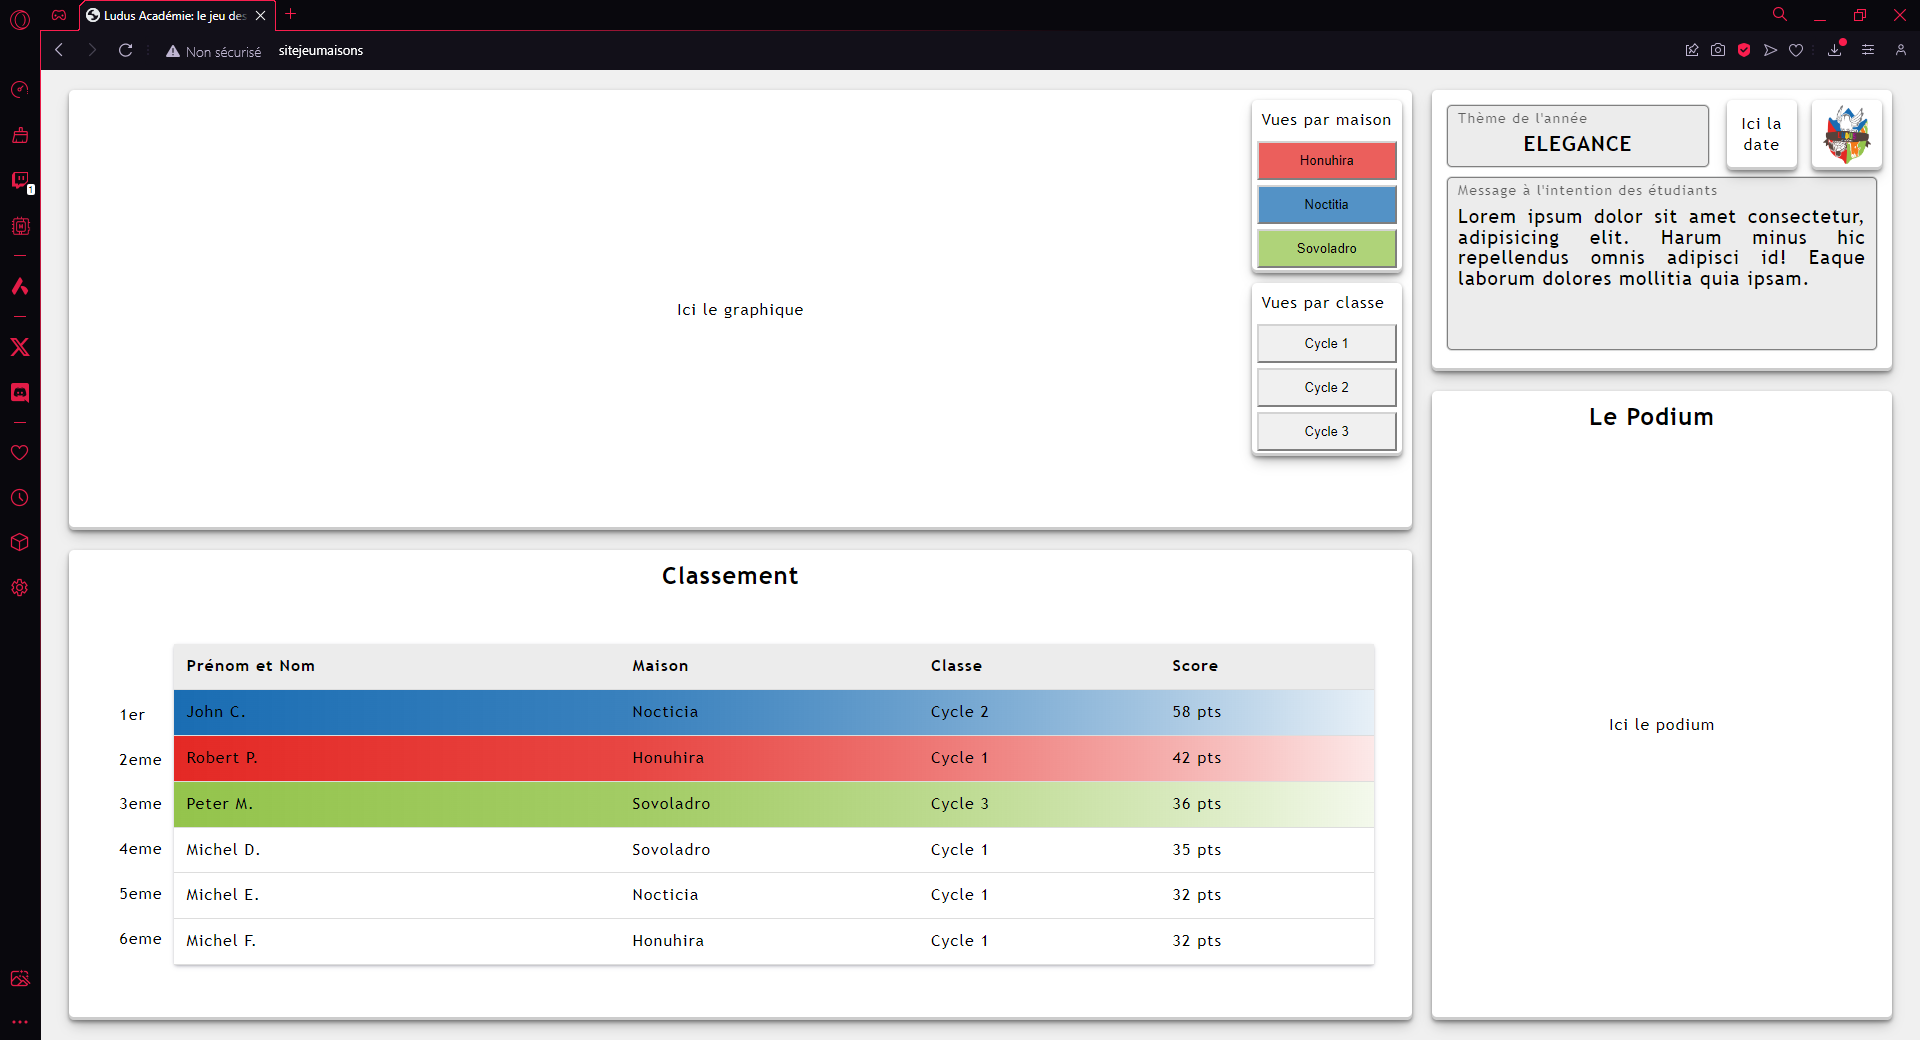 Ludus Académie: le jeu des
Non sécurisé
sitejeumaisons
1
Ici le graphique
Vues par maison
Honuhira
Noctitia
Sovoladro
Vues par classe
Cycle 1
Cycle 2
Cycle 3
Thème de l'année
ELEGANCE
Ici la
date
Message à l'intention des étudiants
Lorem ipsum dolor sit amet consectetur,
adipisicing elit. Harum minus hic
repellendus omnis adipisci id! Eaque
laborum dolores mollitia quia ipsam.
Classement
Prénom et Nom Maison Classe Score
1er John C. Nocticia Cycle 2 58 pts
2eme Robert P. Honuhira Cycle 1 42 pts
3eme Peter M. Sovoladro Cycle 3 36 pts
4eme Michel D. Sovoladro Cycle 1 35 pts
5eme Michel E. Nocticia Cycle 1 32 pts
6eme Michel F. Honuhira Cycle 1 32 pts
Le Podium
Ici le podium